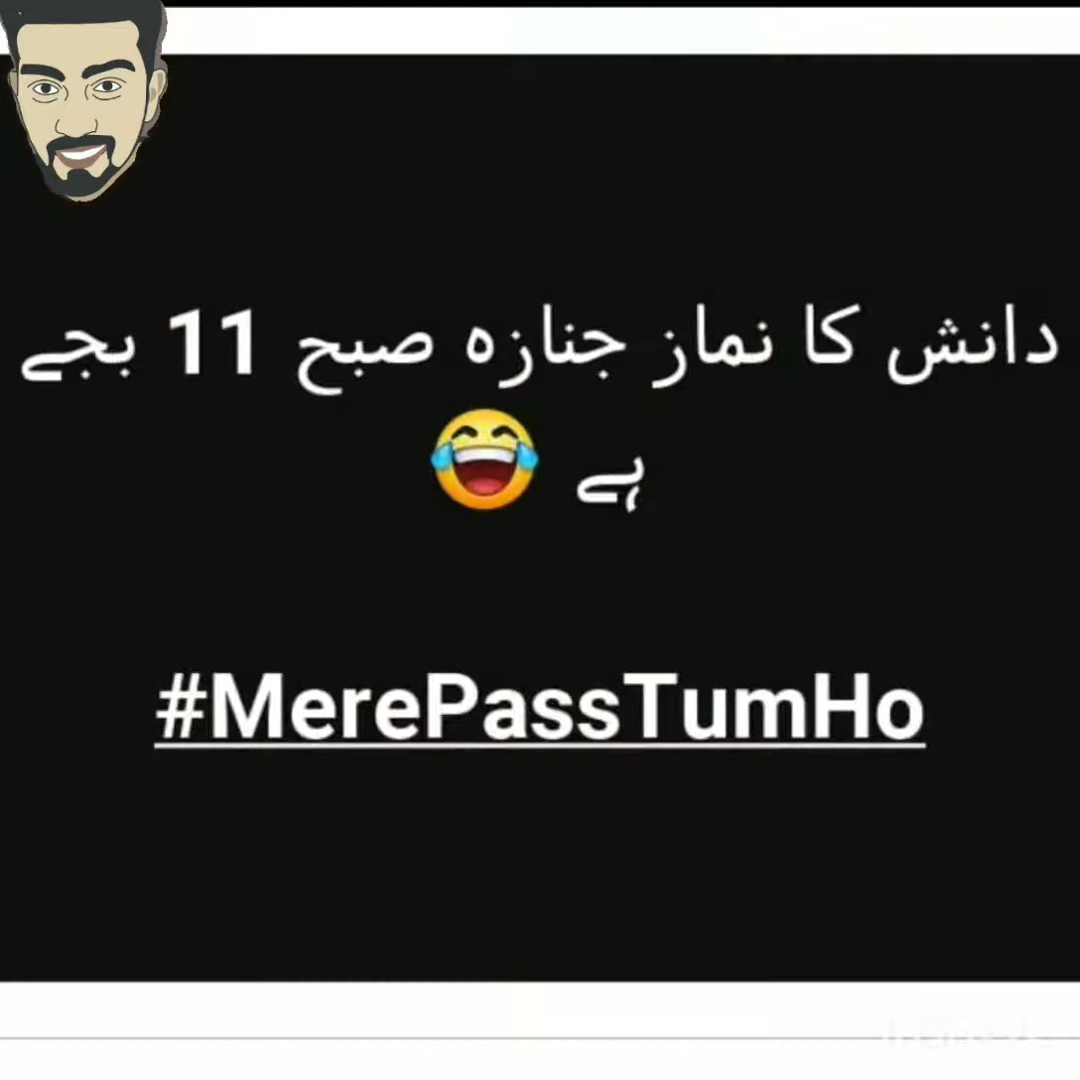 دانش کا نماز جنازہ صبح 11 بجے
ہے 😂
#MerePassTumHo